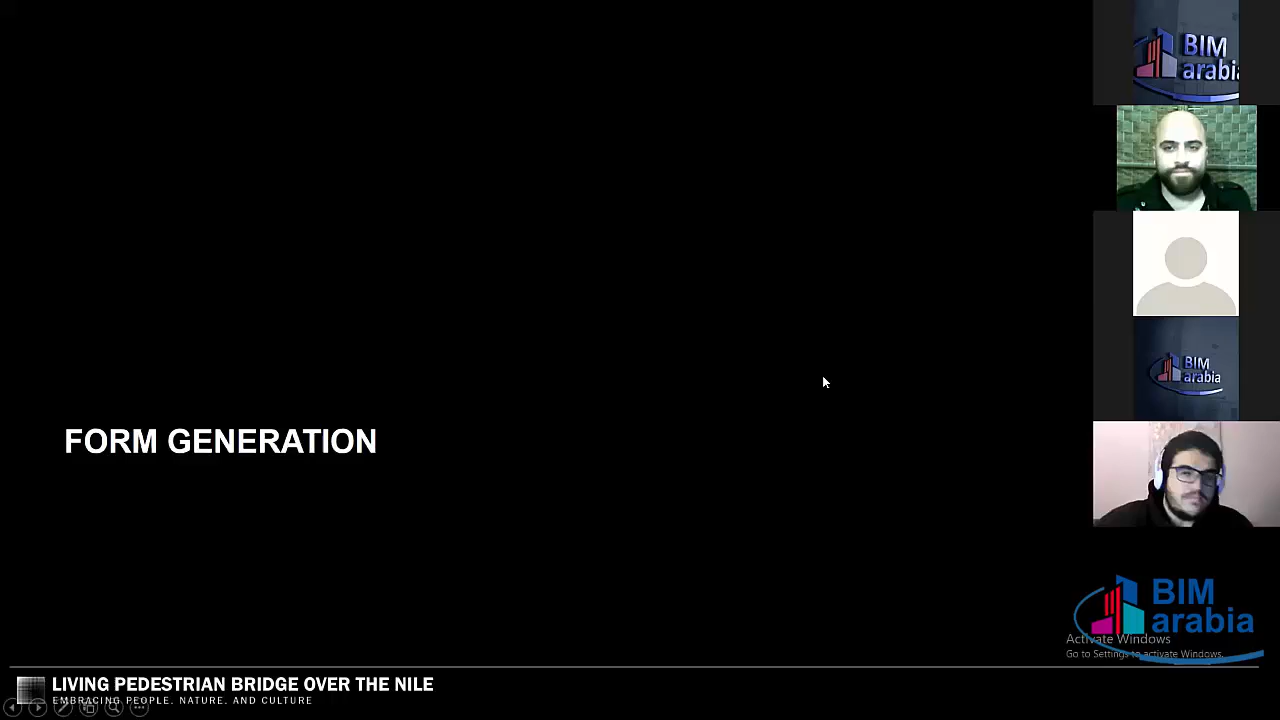 BIM
arabi
BIM
arabia
FORM GENERATION
BIM
arabia
Activate Windows
Go to Settings to activate Windows.
LIVING PEDESTRIAN BRIDGE OVER THE NILE
EMBRACING PEOPLE, NATURE, AND CULTURE